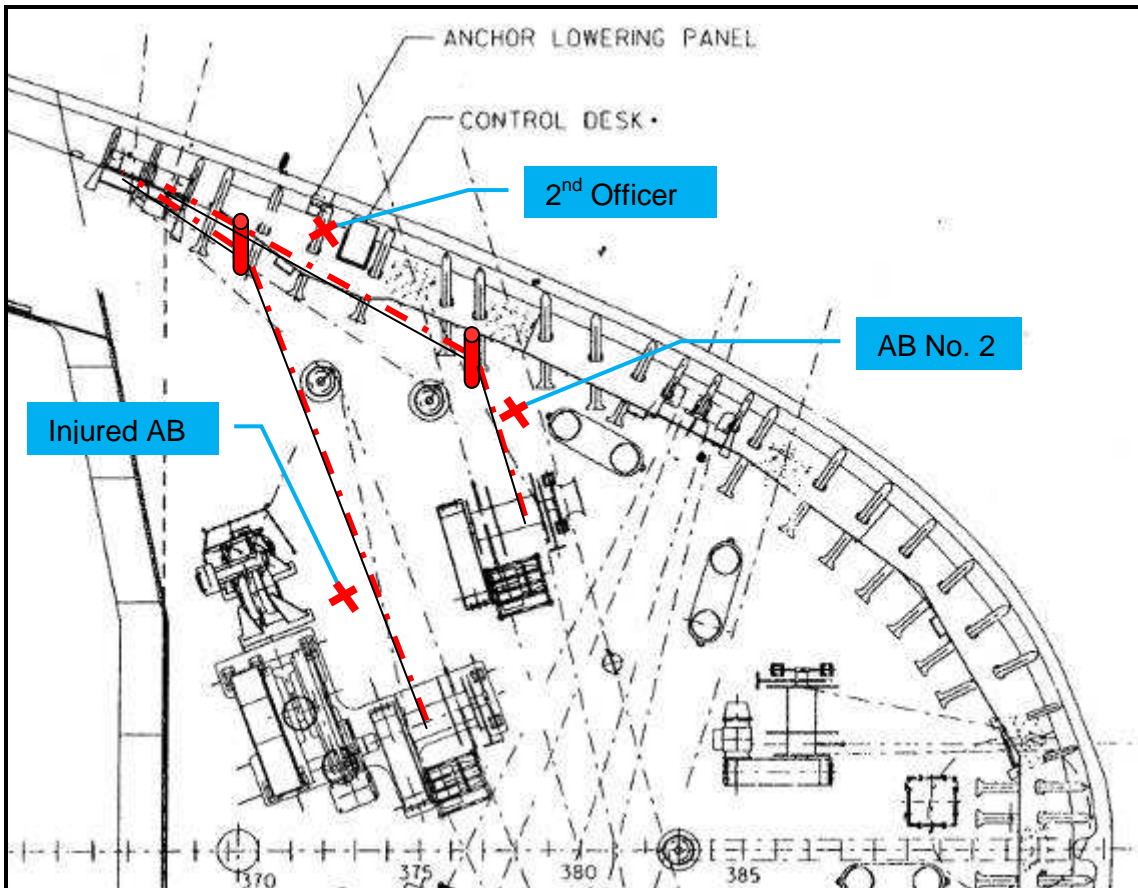 ANCHOR LOWERING PANEL
CONTROL DESK
2nd Officer
AB No. 2
Injured AB
370
375
380
385